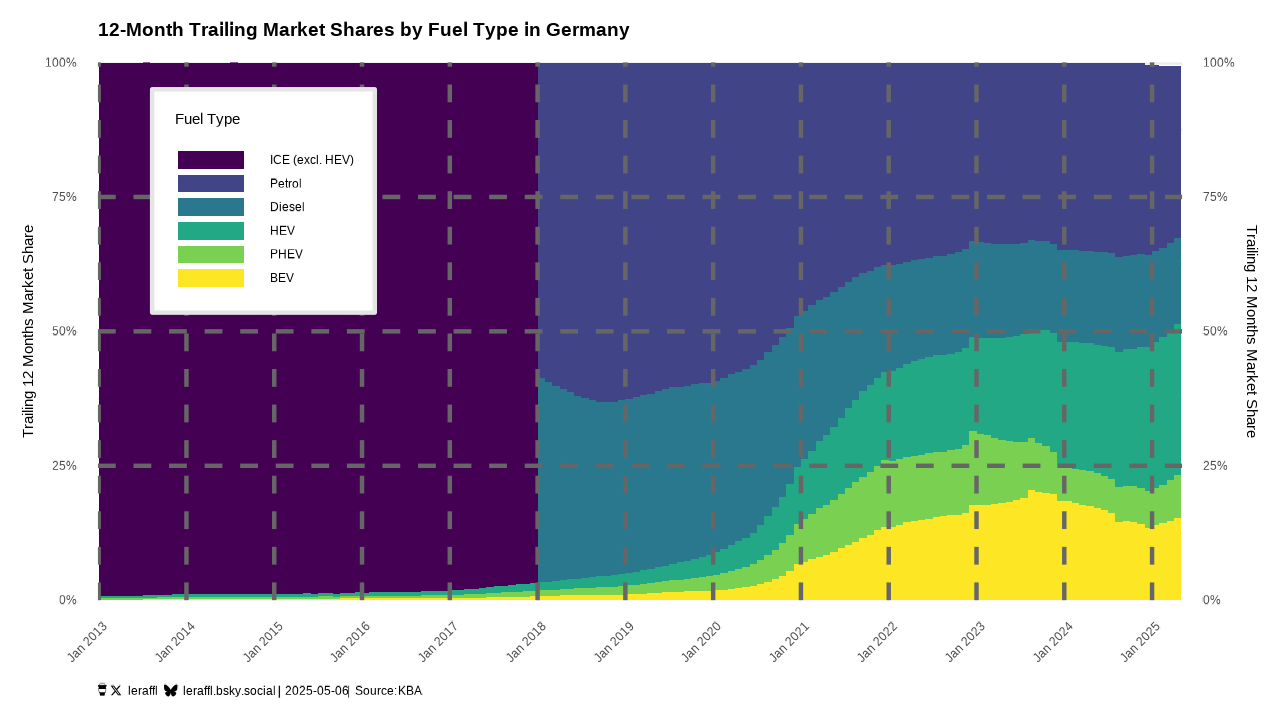 12-Month Trailing Market Shares by Fuel Type in Germany
100%
75%
50%
25%
0%
Trailing 12 Months Market Share
Fuel Type
ICE (excl. HEV)
Petrol
Diesel
HEV
PHEV
BEV
100%
75%
50%
25%
0%
Trailing 12 Months Market Share
Jan 2013
Jan 2014
Jan 2015
Jan 2016
Jan 2017
Jan 2018
Jan 2019
Jan 2020
Jan 2021
Jan 2022
Jan 2023
Jan 2024
Jan 2025
leraffl leraffl.bsky.social | 2025-05-06| Source:KBA